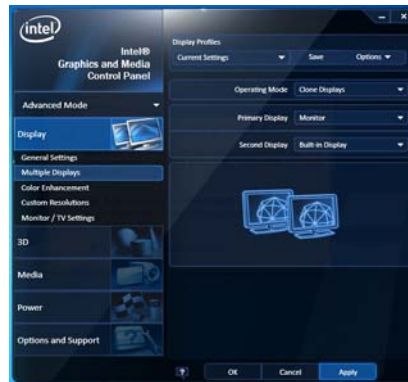 intel
Intel®
Graphics and Media
Control Panel
Display Profiles
Current Settings Save Options
Advanced Mode
Operating Mode Clone Displays
Primary Display Monitor
Second Display Built-in Display
Display
General Settings
Multiple Displays
Color Enhancement
Custom Resolutions
Monitor / TV Settings
3D
Media
Power
Options and Support
? OK Cancel Apply